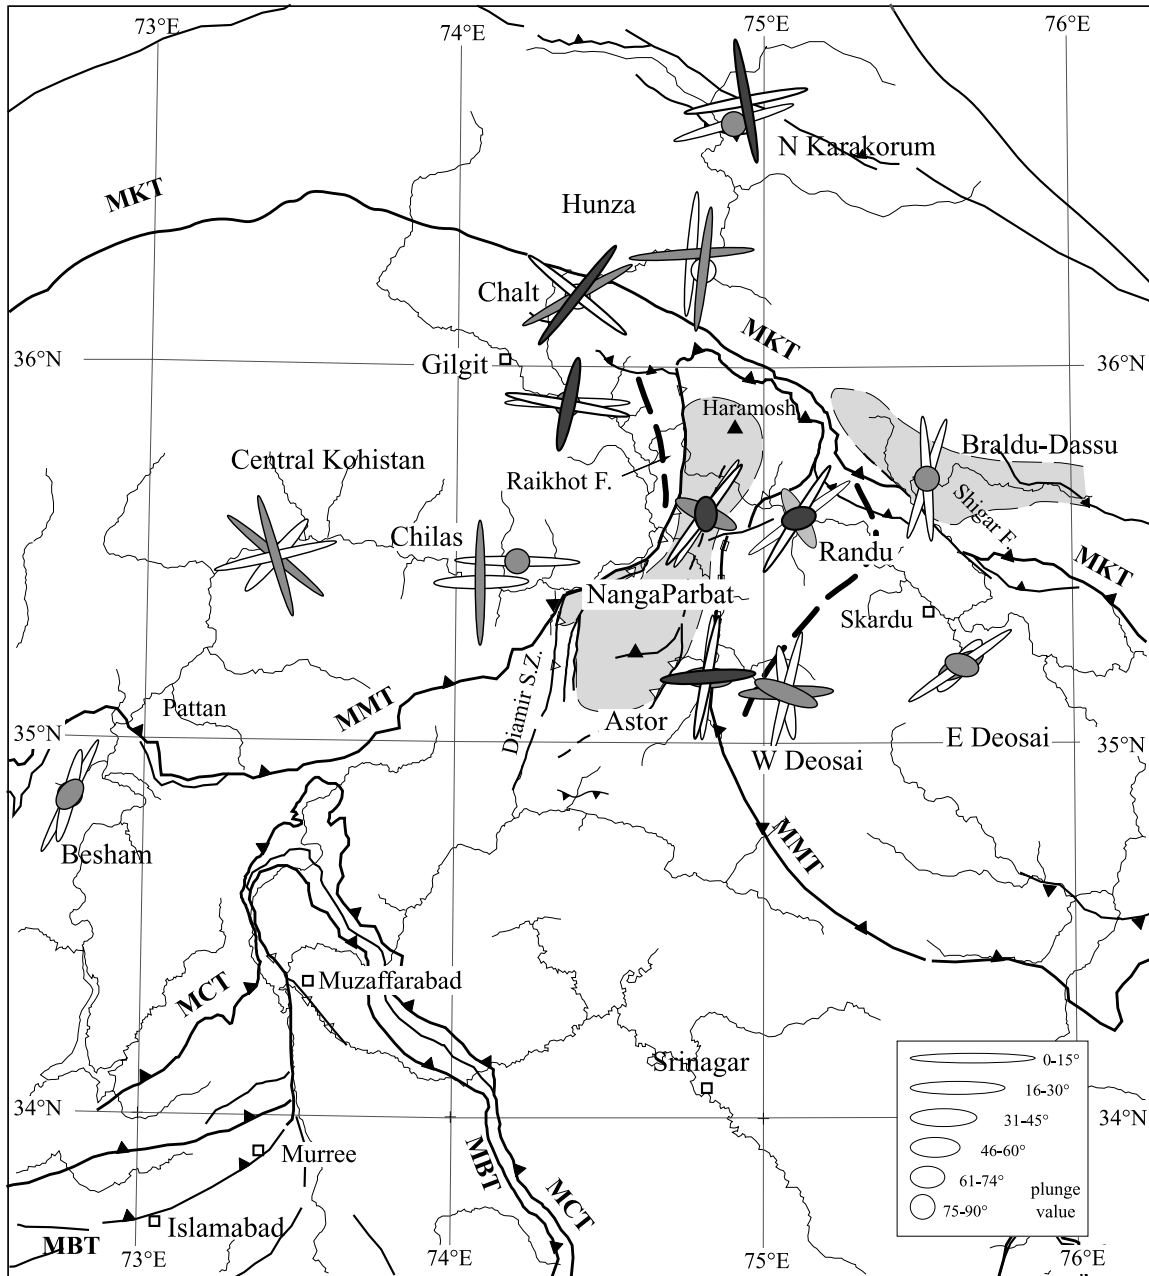 73°E
74°E
75°E
76°E
N Karakorum
MKT
Hunza
Chalt
MKT
36°N
Gilgit
36°N
Haramosh
Braldu-Dassu
Central Kohistan
Raikhot F.
Shigar F.
Chilas
Randu
MKT
NangaParbat
Skardu
Diamir S.Z.
Pattan
MMT
Astor
35°N
E Deosai
35°N
W Deosai
Besham
MMT
Muzaffarabad
MCT
Srinagar
0-15°
16-30°
31-45°
46-60°
61-74°
75-90°
plunge
value
34°N
34°N
Murree
MBT
MCT
Islamabad
MBT
73°E
74°E
75°E
76°E